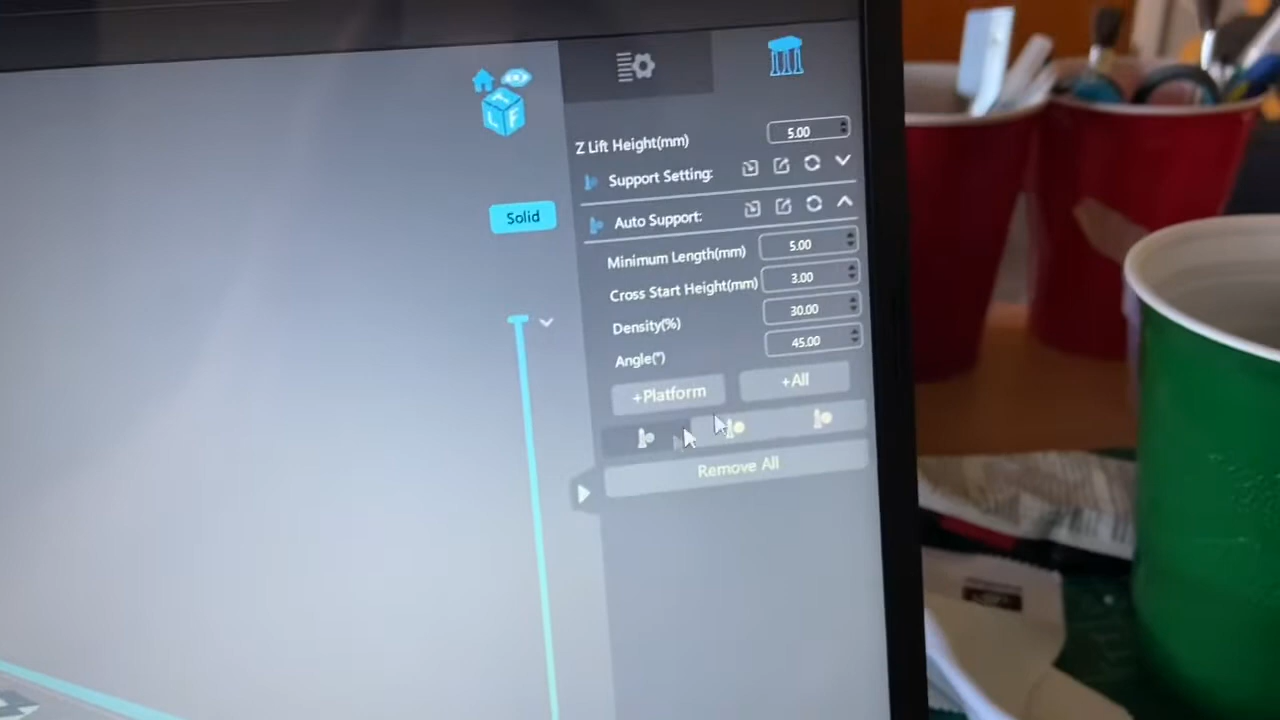 Z Lift Height(mm) 5.00
Support Setting:
Solid
Auto Support:
Minimum Length(mm) 5.00
Cross Start Height(mm) 3.00
Density(%) 30.00
Angle(°) 45.00
+Platform +All
Remove All
L F